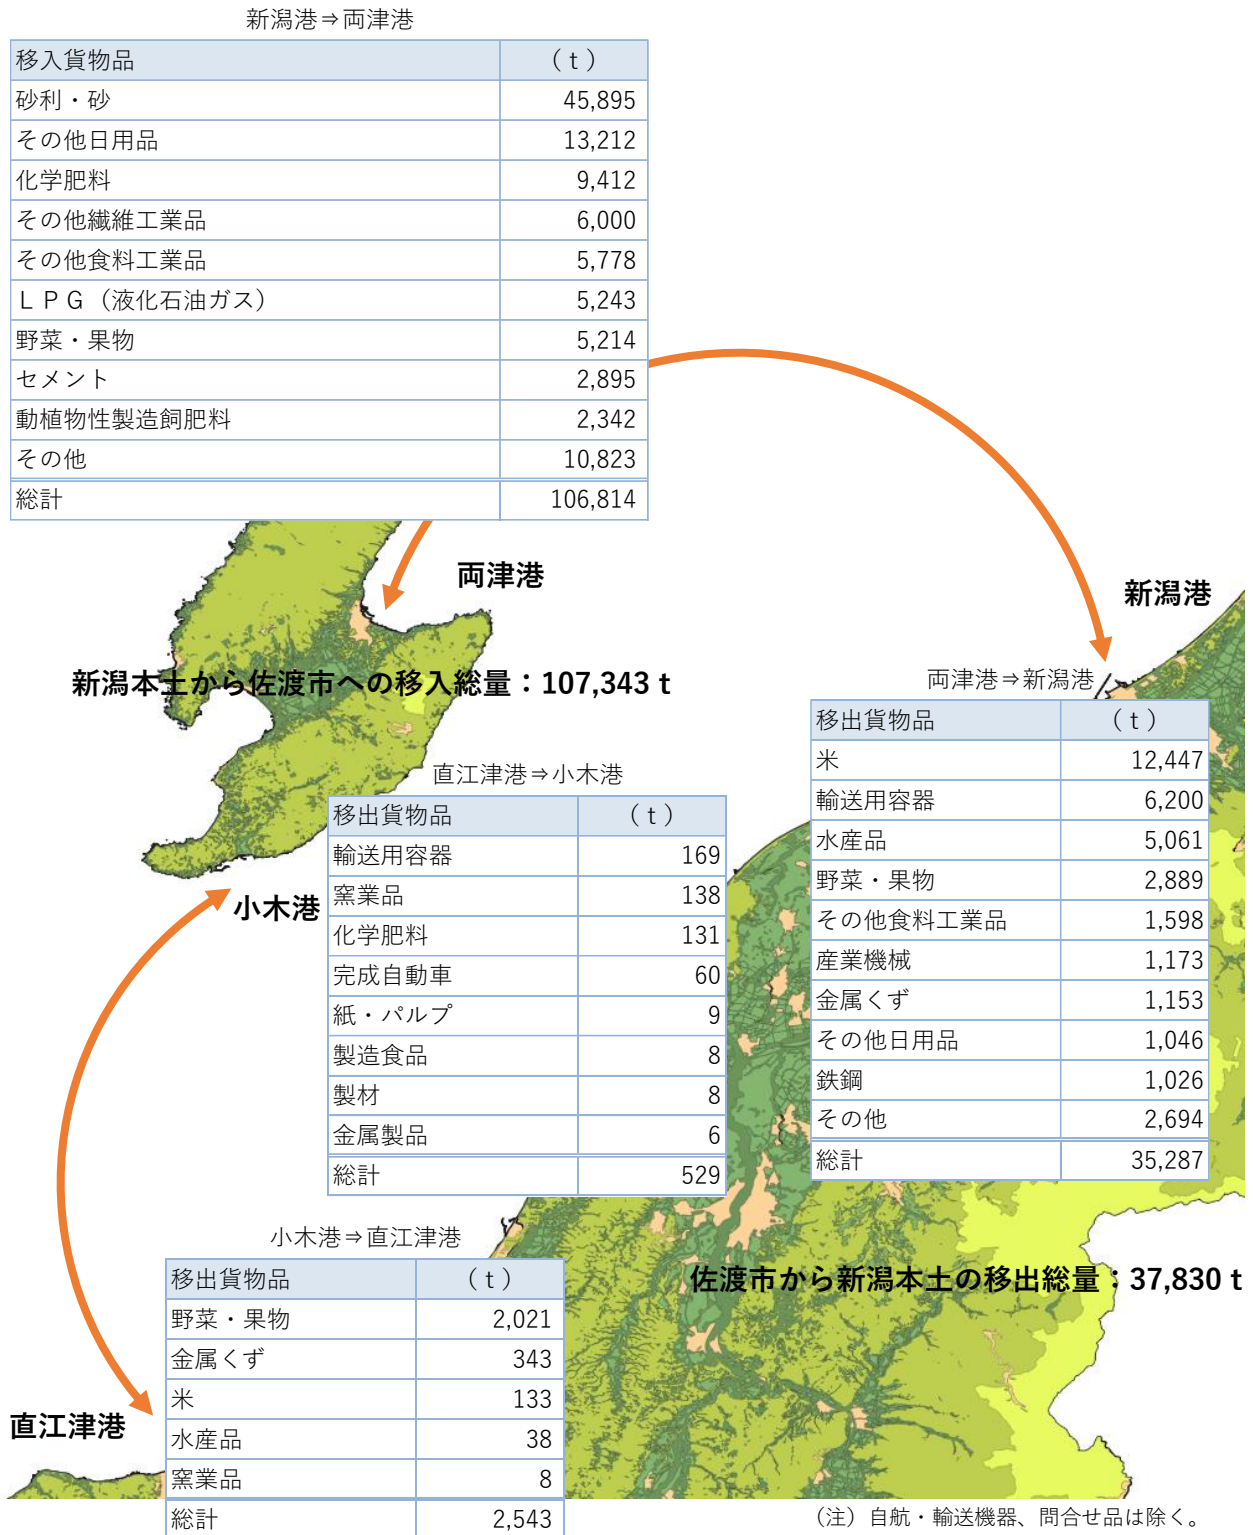 新潟港⇒両津港
移入貨物品 （ｔ）
砂利・砂 45,895
その他日用品 13,212
化学肥料 9,412
その他繊維工業品 6,000
その他食料工業品 5,778
ＬＰＧ（液化石油ガス） 5,243
野菜・果物 5,214
セメント 2,895
動植物性製造飼肥料 2,342
その他 10,823
総計 106,814
両津港
新潟港
新潟本土から佐渡市への移入総量：107,343 t
両津港⇒新潟港
移出貨物品 （ｔ）
米 12,447
輸送用容器 6,200
水産品 5,061
野菜・果物 2,889
その他食料工業品 1,598
産業機械 1,173
金属くず 1,153
その他日用品 1,046
鉄鋼 1,026
その他 2,694
総計 35,287
直江津港⇒小木港
移出貨物品 （ｔ）
輸送用容器 169
窯業品 138
化学肥料 131
完成自動車 60
紙・パルプ 9
製造食品 8
製材 8
金属製品 6
総計 529
小木港
小木港⇒直江津港
移出貨物品 （ｔ）
野菜・果物 2,021
金属くず 343
米 133
水産品 38
窯業品 8
総計 2,543
佐渡市から新潟本土の移出総量：37,830 t
直江津港
（注）自航・輸送機器、問合せ品は除く。